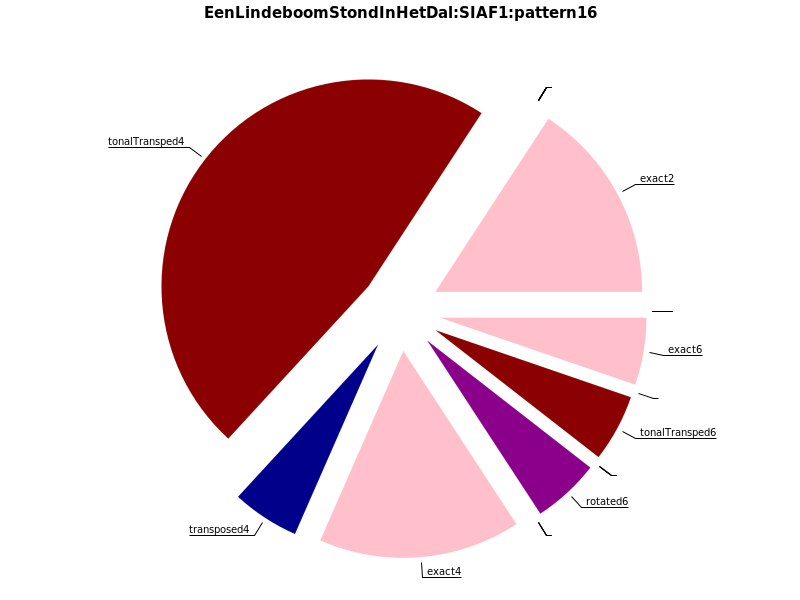 EenLindeboomStondInHetDal:SIAF1:pattern16
tonalTransped4
exact2
exact6
tonalTransped6
rotated6
transposed4
exact4